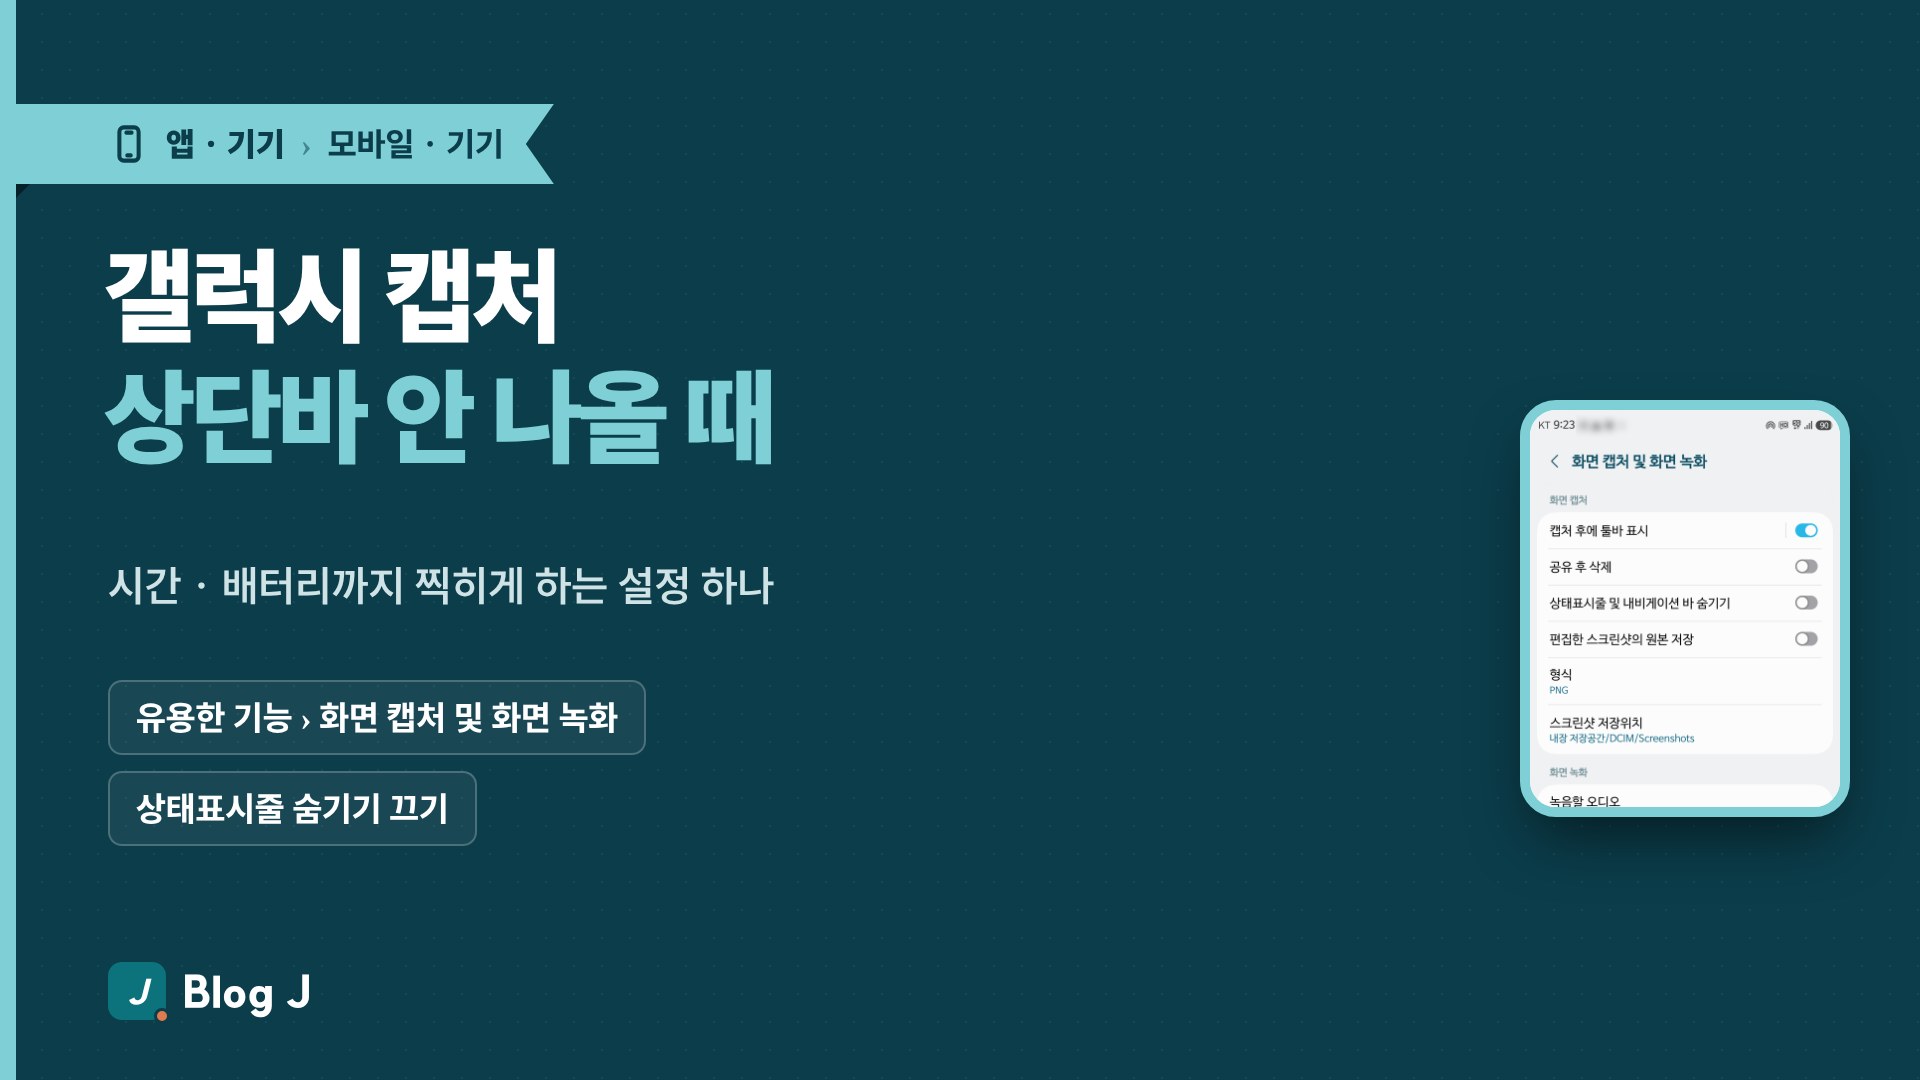 앱 · 기기 › 모바일 · 기기
갤럭시 캡처
상단바 안 나올 때
시간 · 배터리까지 찍히게 하는 설정 하나
유용한 기능 › 화면 캡처 및 화면 녹화
상태표시줄 숨기기 끄기
J Blog J
KT 9:23 90
화면 캡처 및 화면 녹화
화면 캡처
캡처 후에 툴바 표시
공유 후 삭제
상태표시줄 및 내비게이션 바 숨기기
편집한 스크린샷의 원본 저장
형식
PNG
스크린샷 저장위치
내장 저장공간/DCIM/Screenshots
화면 녹화
녹음할 오디오